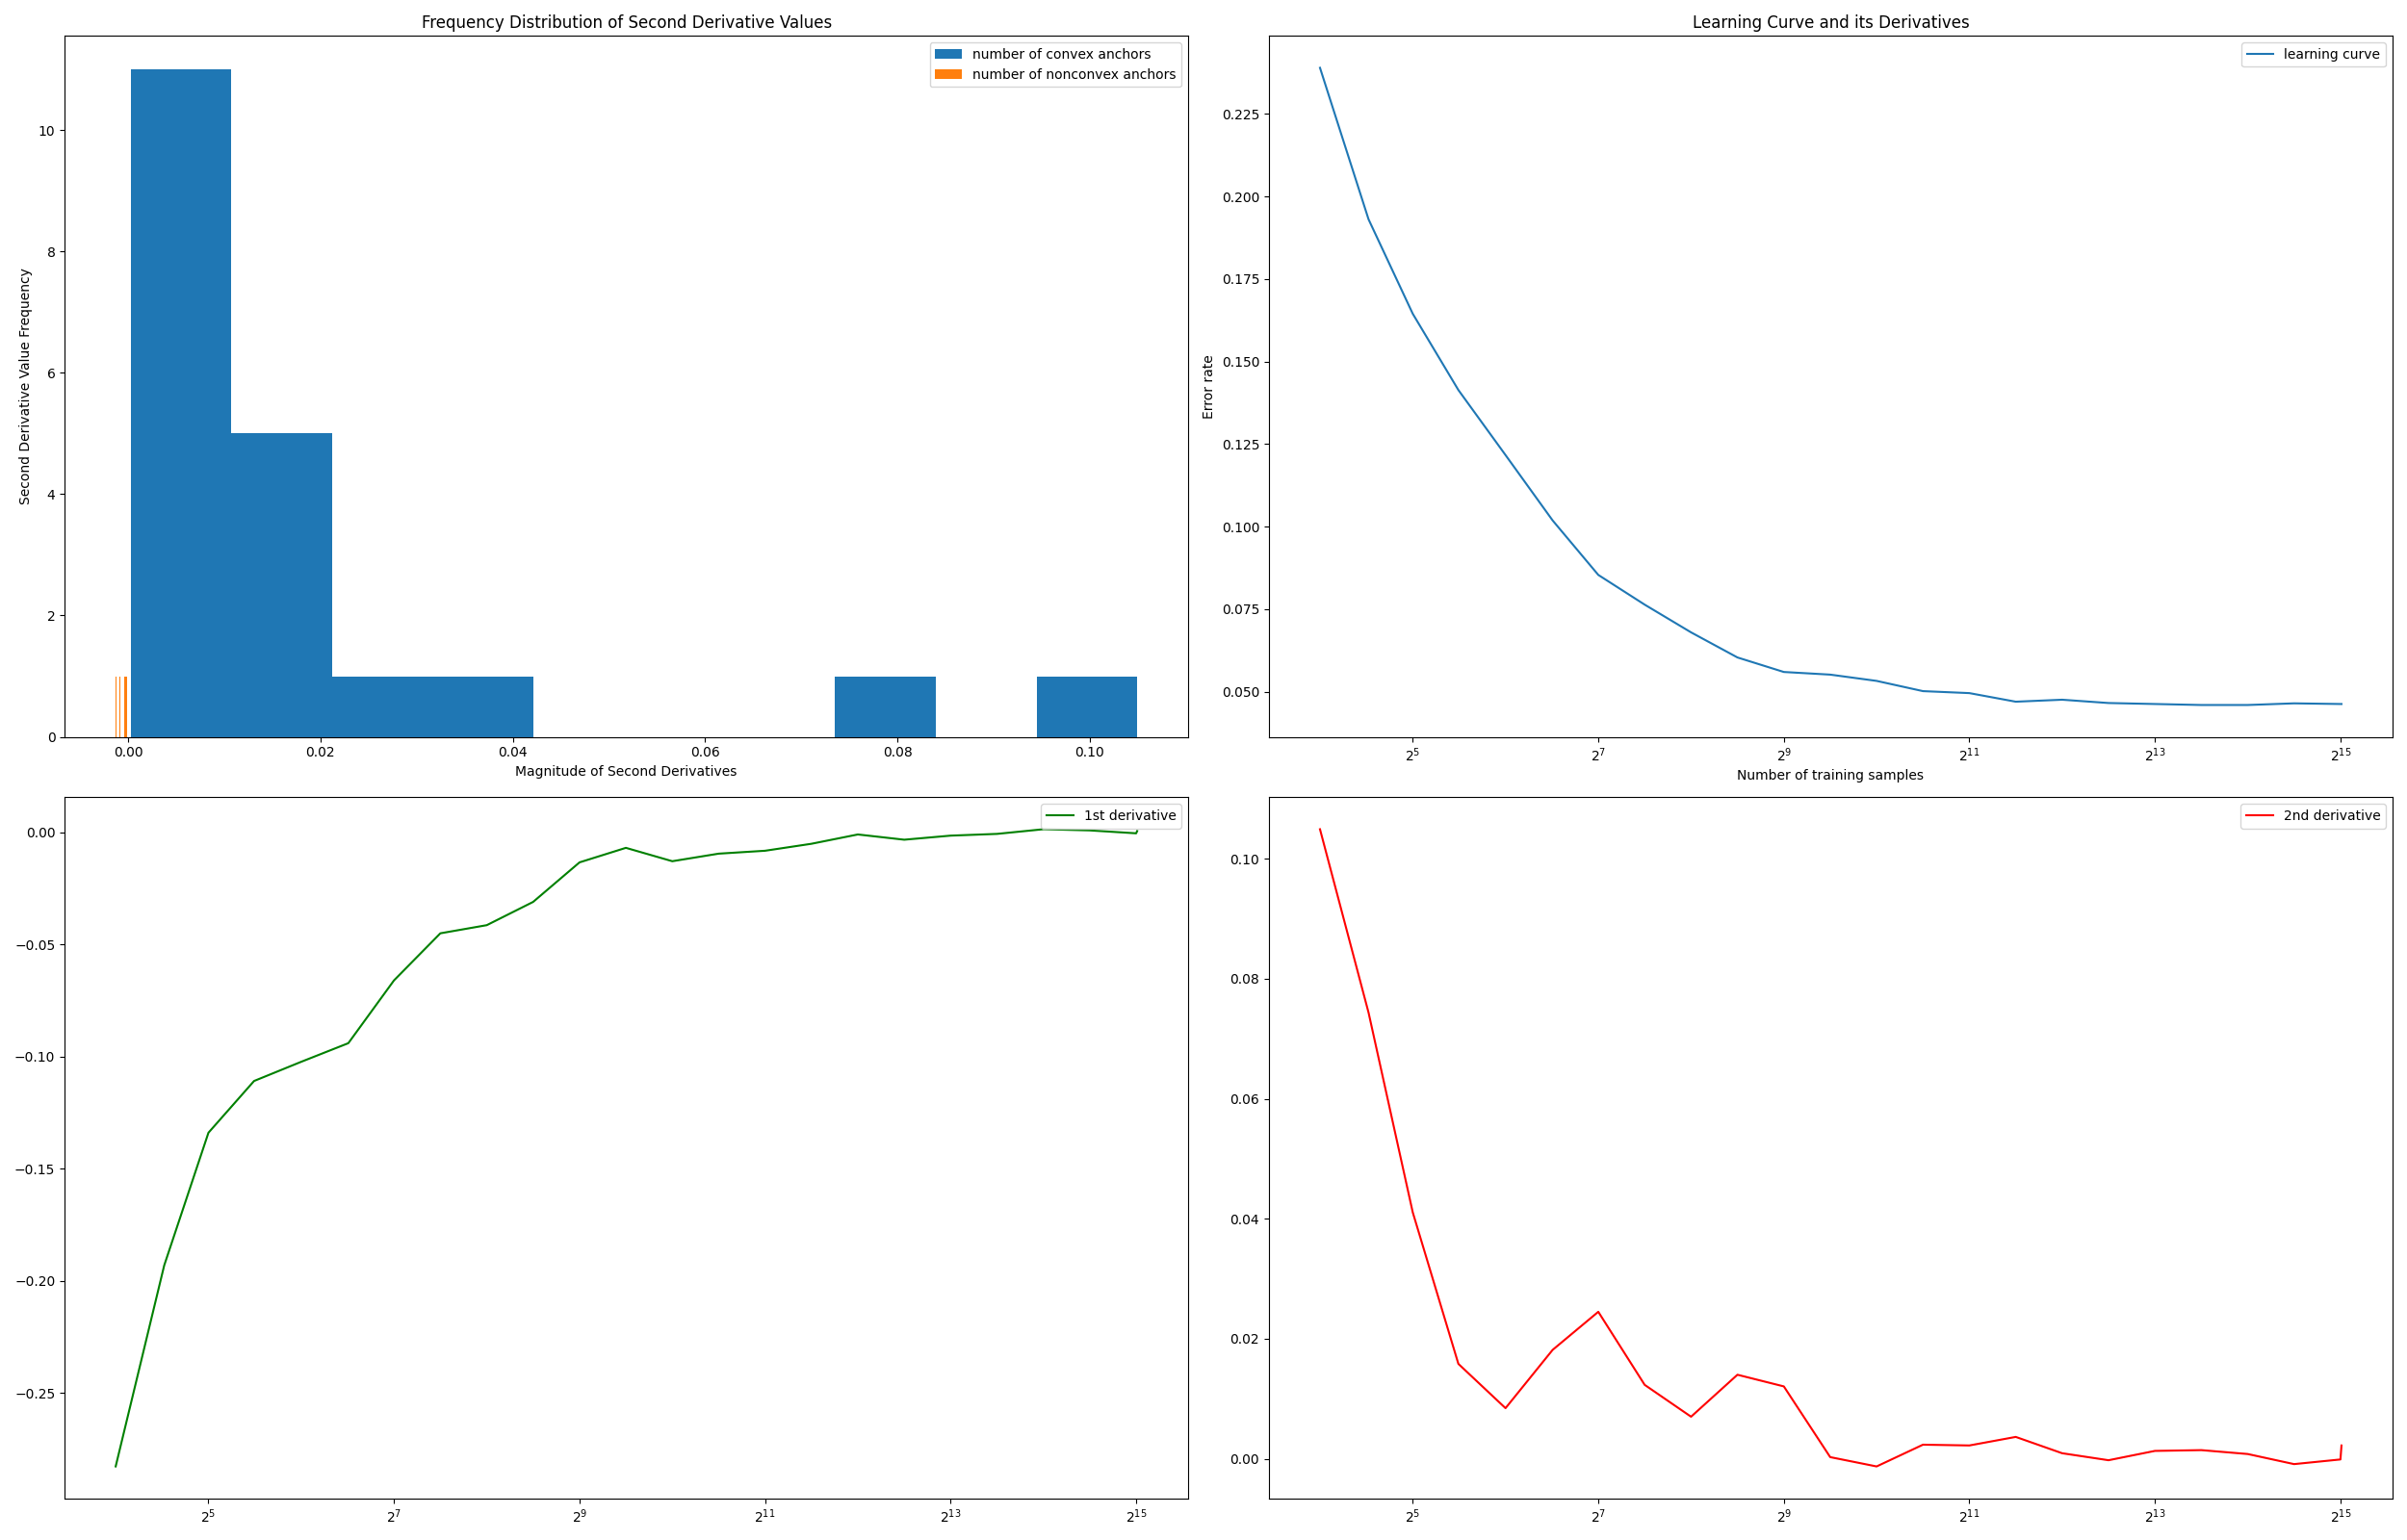 Frequency Distribution of Second Derivative Values
number of convex anchors
number of nonconvex anchors
Second Derivative Value Frequency
10
8
6
4
2
0
0.00 0.02 0.04 0.06 0.08 0.10
Magnitude of Second Derivatives
Learning Curve and its Derivatives
learning curve
Error rate
0.225
0.200
0.175
0.150
0.125
0.100
0.075
0.050
2^5 2^7 2^9 2^11 2^13 2^15
Number of training samples
1st derivative
0.00
−0.05
−0.10
−0.15
−0.20
−0.25
2^5 2^7 2^9 2^11 2^13 2^15
2nd derivative
0.10
0.08
0.06
0.04
0.02
0.00
2^5 2^7 2^9 2^11 2^13 2^15